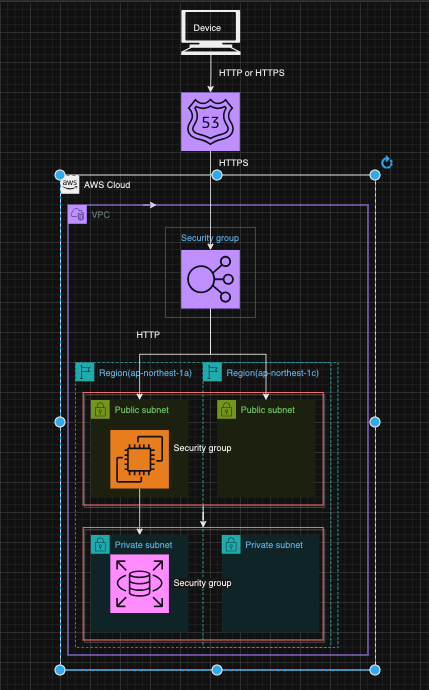 Device
HTTP or HTTPS
53
HTTPS
aws
AWS Cloud
VPC
Security group
HTTP
Region(ap-northest-1a)
Region(ap-northest-1c)
Public subnet
Public subnet
Security group
Private subnet
Private subnet
Security group